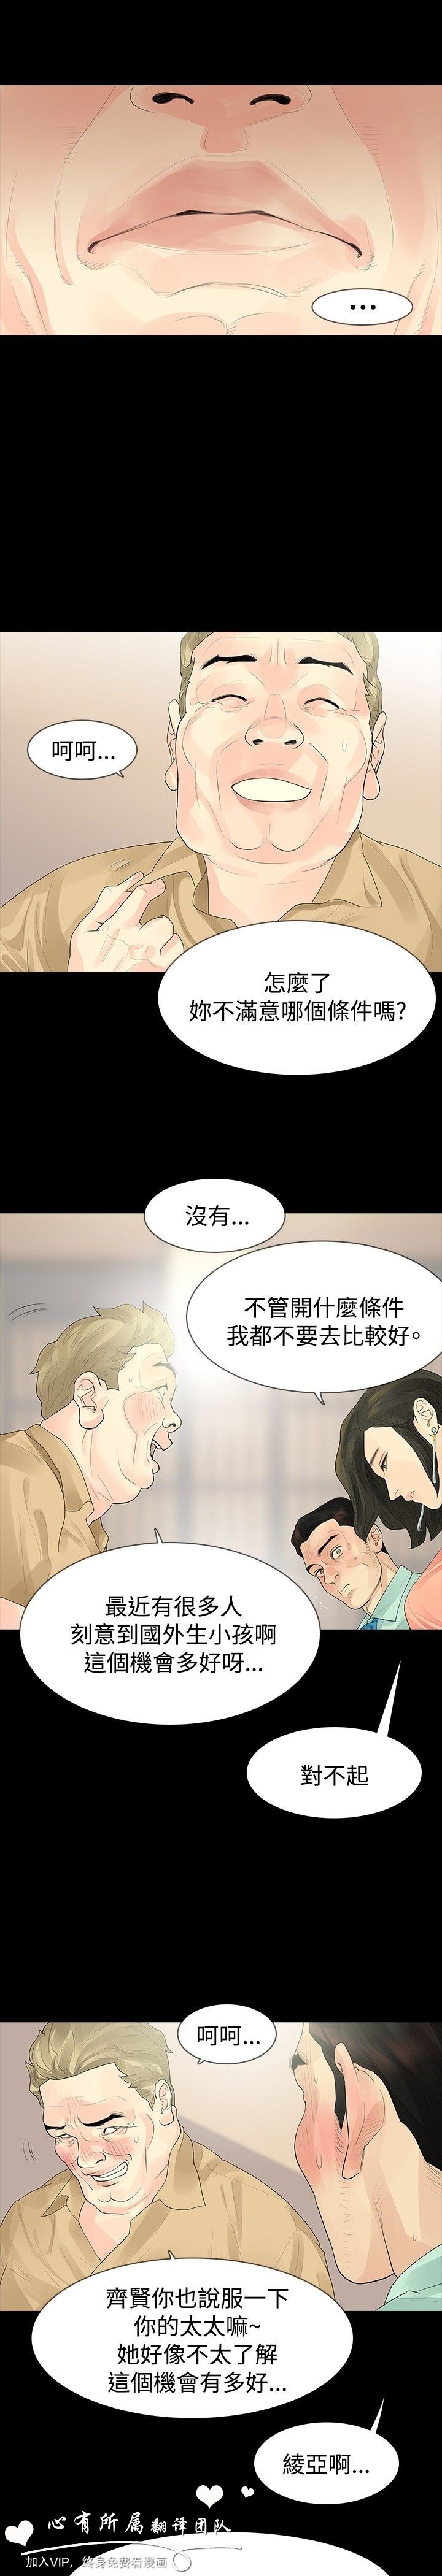 ...
呵呵...
怎麼了
妳不滿意哪個條件嗎?
沒有...
不管開什麼條件
我都不要去比較好。
最近有很多人
刻意到國外生小孩啊
這個機會多好呀...
對不起
呵呵...
齊賢你也說服一下
你的太太嘛~
她好像不太了解
這個機會有多好...
綾亞啊...
心有所属翻译团队
加入VIP，终身免费看漫画